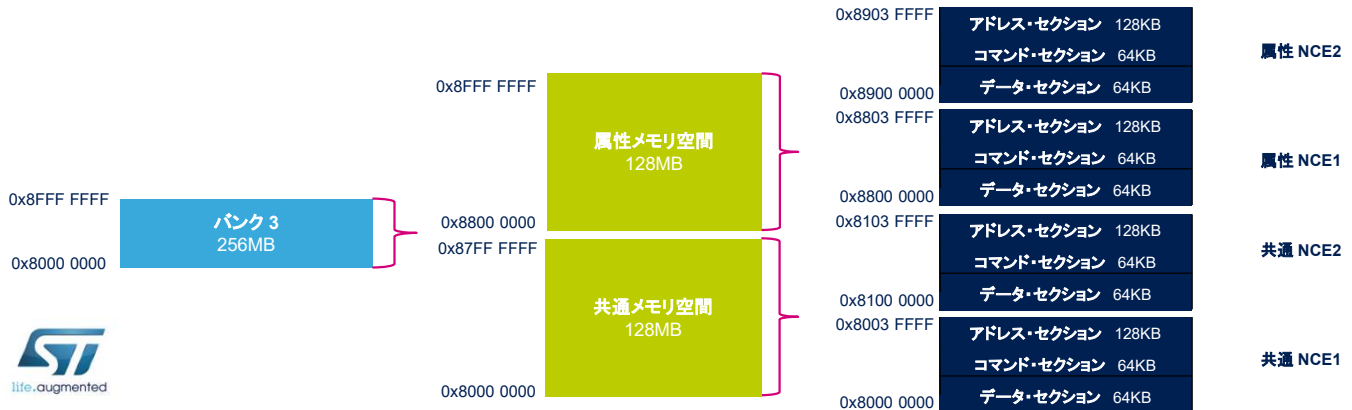 0x8FFF FFFF
バンク 3
256MB
0x8000 0000
0x8FFF FFFF
属性メモリ空間
128MB
0x8800 0000
0x87FF FFFF
共通メモリ空間
128MB
0x8000 0000
0x8903 FFFF
アドレス・セクション 128KB
コマンド・セクション 64KB
データ・セクション 64KB
0x8900 0000
属性 NCE2
0x8803 FFFF
アドレス・セクション 128KB
コマンド・セクション 64KB
データ・セクション 64KB
0x8800 0000
属性 NCE1
0x8103 FFFF
アドレス・セクション 128KB
コマンド・セクション 64KB
データ・セクション 64KB
0x8100 0000
共通 NCE2
0x8003 FFFF
アドレス・セクション 128KB
コマンド・セクション 64KB
データ・セクション 64KB
0x8000 0000
共通 NCE1
ST
life.augmented